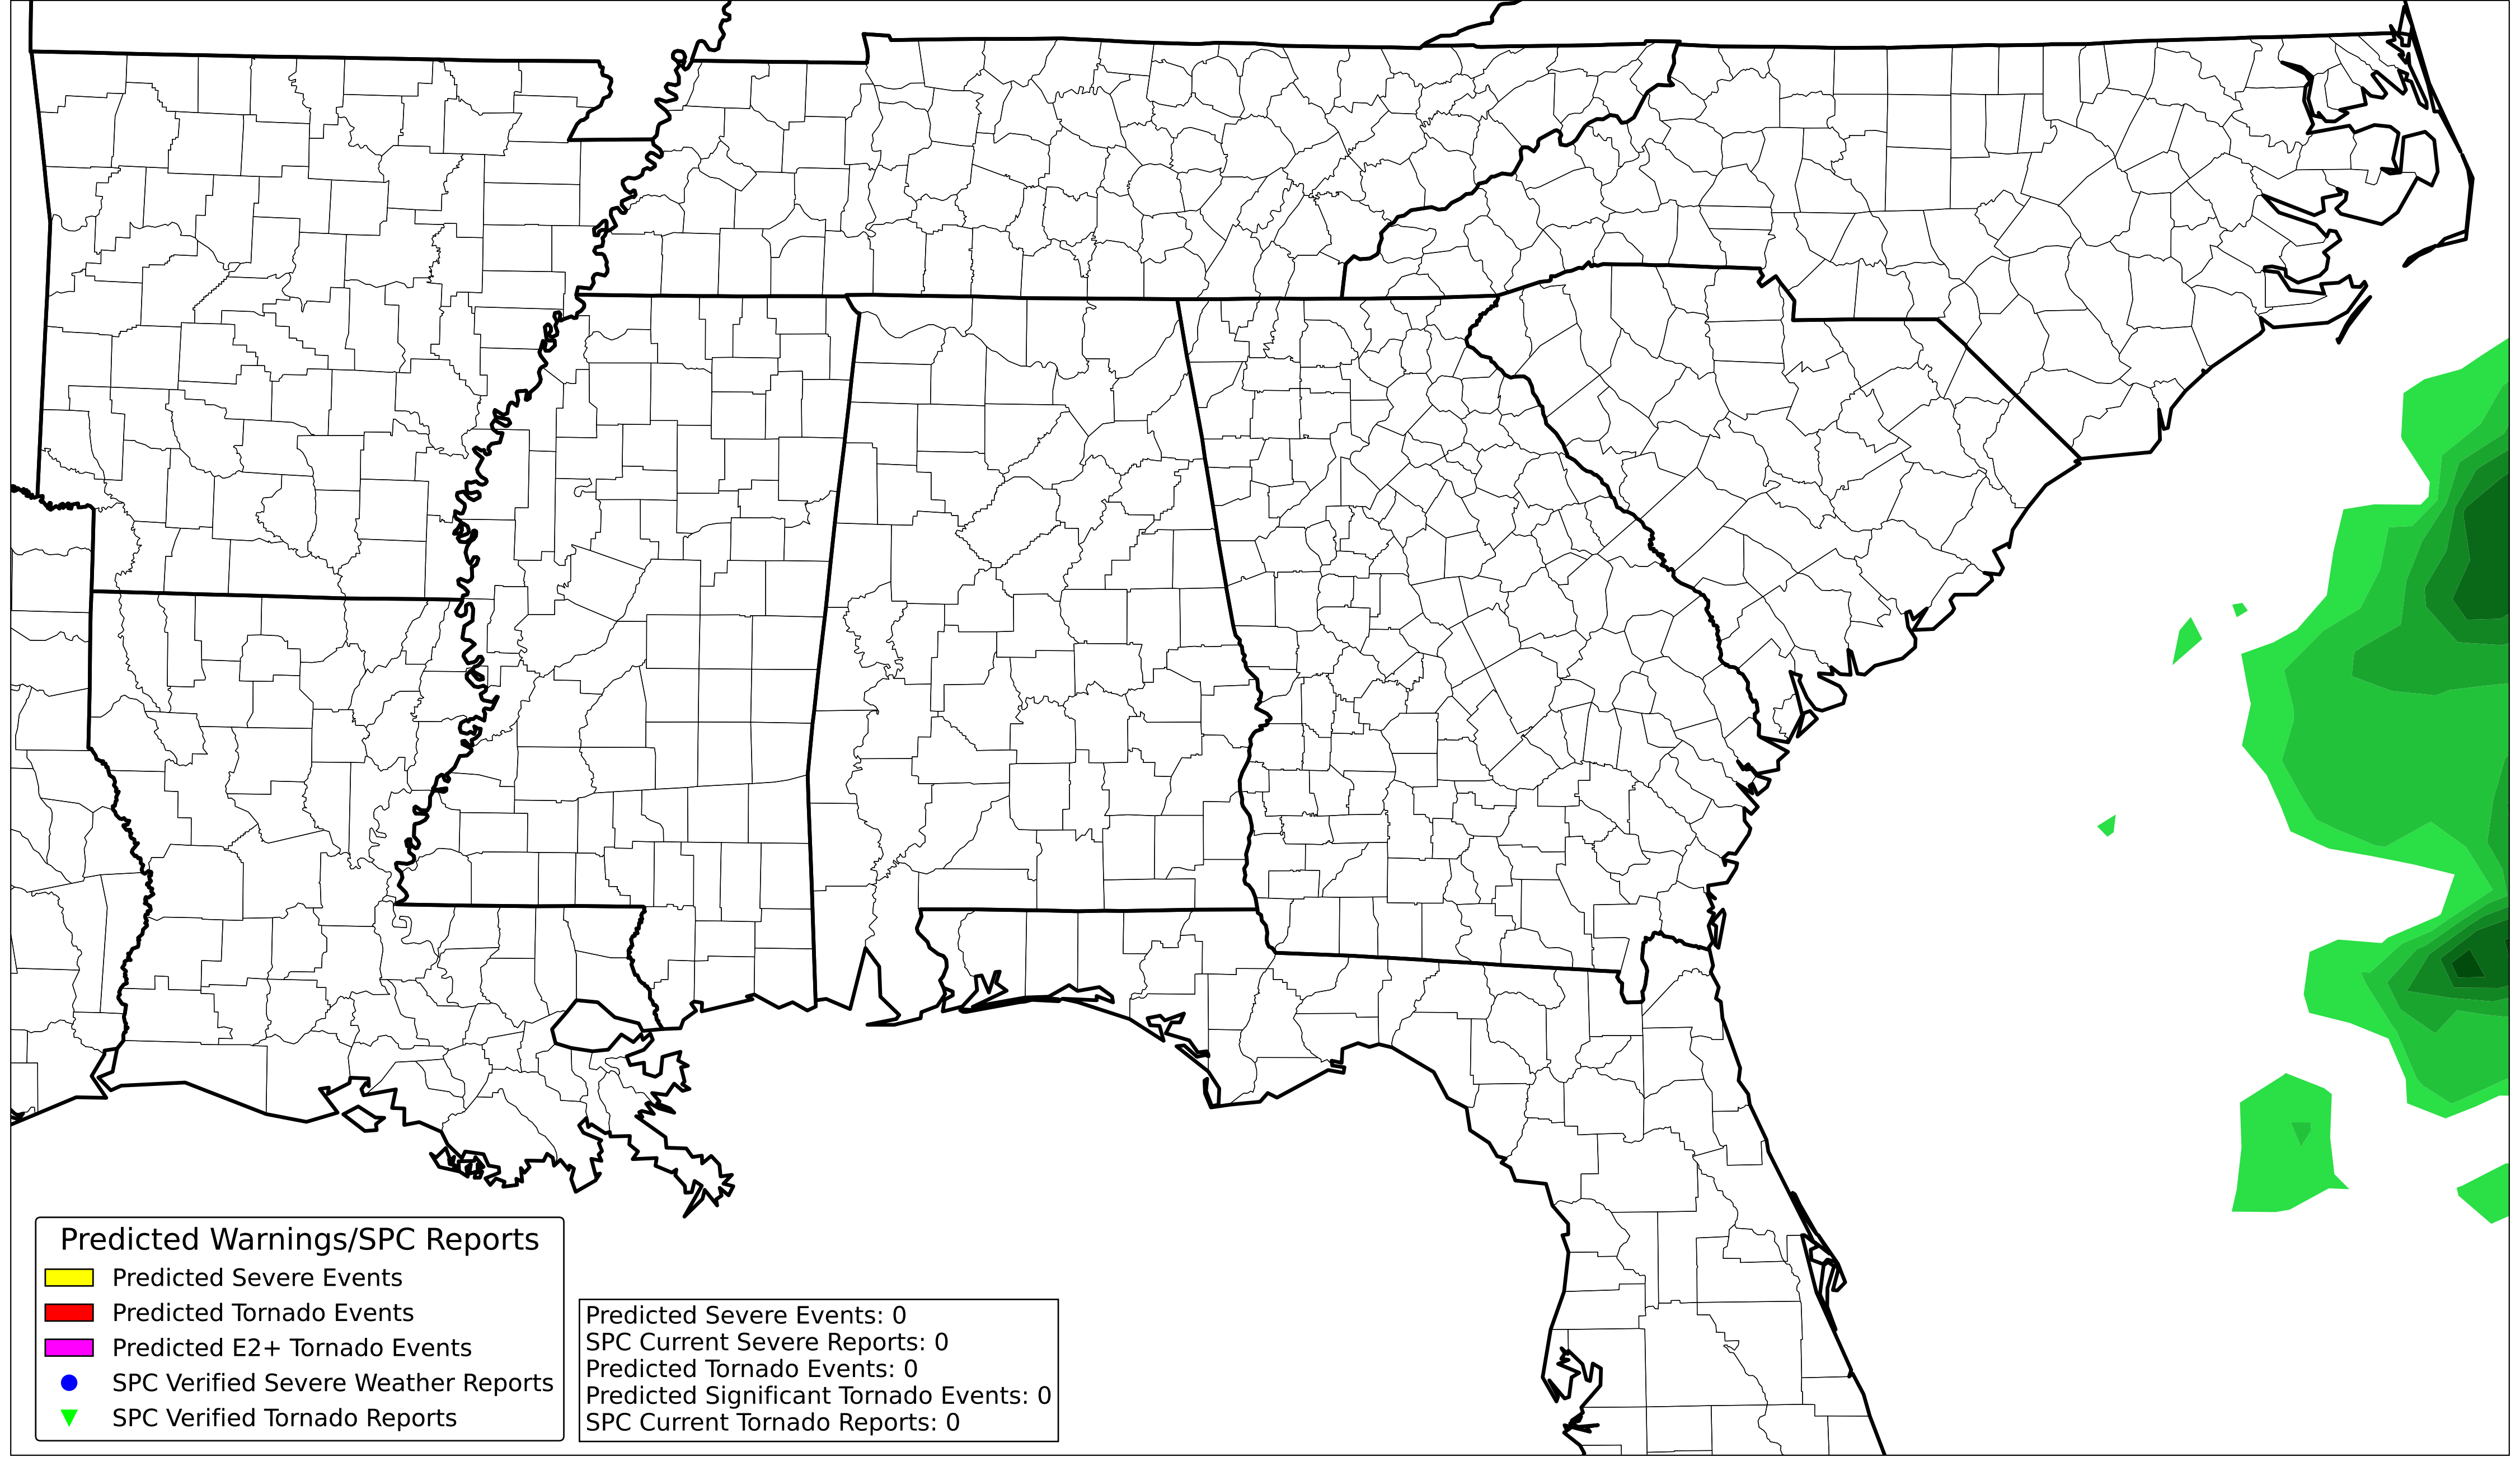 Predicted Warnings/SPC Reports
Predicted Severe Events
Predicted Tornado Events
Predicted E2+ Tornado Events
SPC Verified Severe Weather Reports
SPC Verified Tornado Reports
Predicted Severe Events: 0
SPC Current Severe Reports: 0
Predicted Tornado Events: 0
Predicted Significant Tornado Events: 0
SPC Current Tornado Reports: 0